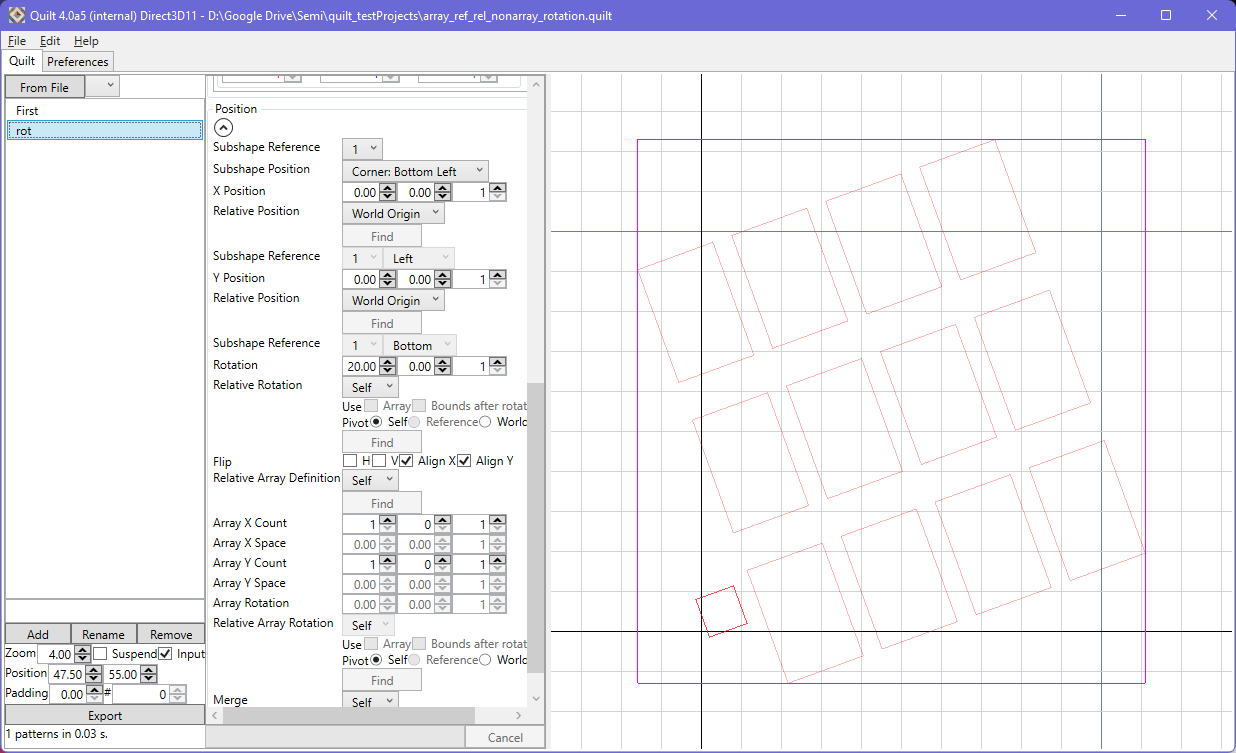 Quilt 4.0a5 (internal) Direct3D11 - D:\Google Drive\Semi\quilt_testProjects\array_ref_rel_nonarray_rotation.quilt
File Edit Help
Quilt Preferences
From File
First
rot
Position
Subshape Reference 1
Subshape Position Corner: Bottom Left
X Position 0.00 0.00 1
Relative Position World Origin
Find
Subshape Reference 1 Left
Y Position 0.00 0.00 1
Relative Position World Origin
Find
Subshape Reference 1 Bottom
Rotation 20.00 0.00 1
Relative Rotation Self
Use Array Bounds after rotat
Pivot Self Reference World
Find
Flip H V Align X Align Y
Relative Array Definition Self
Find
Array X Count 1 0 1
Array X Space 0.00 0.00 1
Array Y Count 1 0 1
Array Y Space 0.00 0.00 1
Array Rotation 0.00 0.00 1
Relative Array Rotation Self
Use Array Bounds after rotat
Pivot Self Reference World
Find
Merge Self
Cancel
Add Rename Remove
Zoom 4.00 Suspend Input
Position 47.50 55.00
Padding 0.00 # 0
Export
1 patterns in 0.03 s.